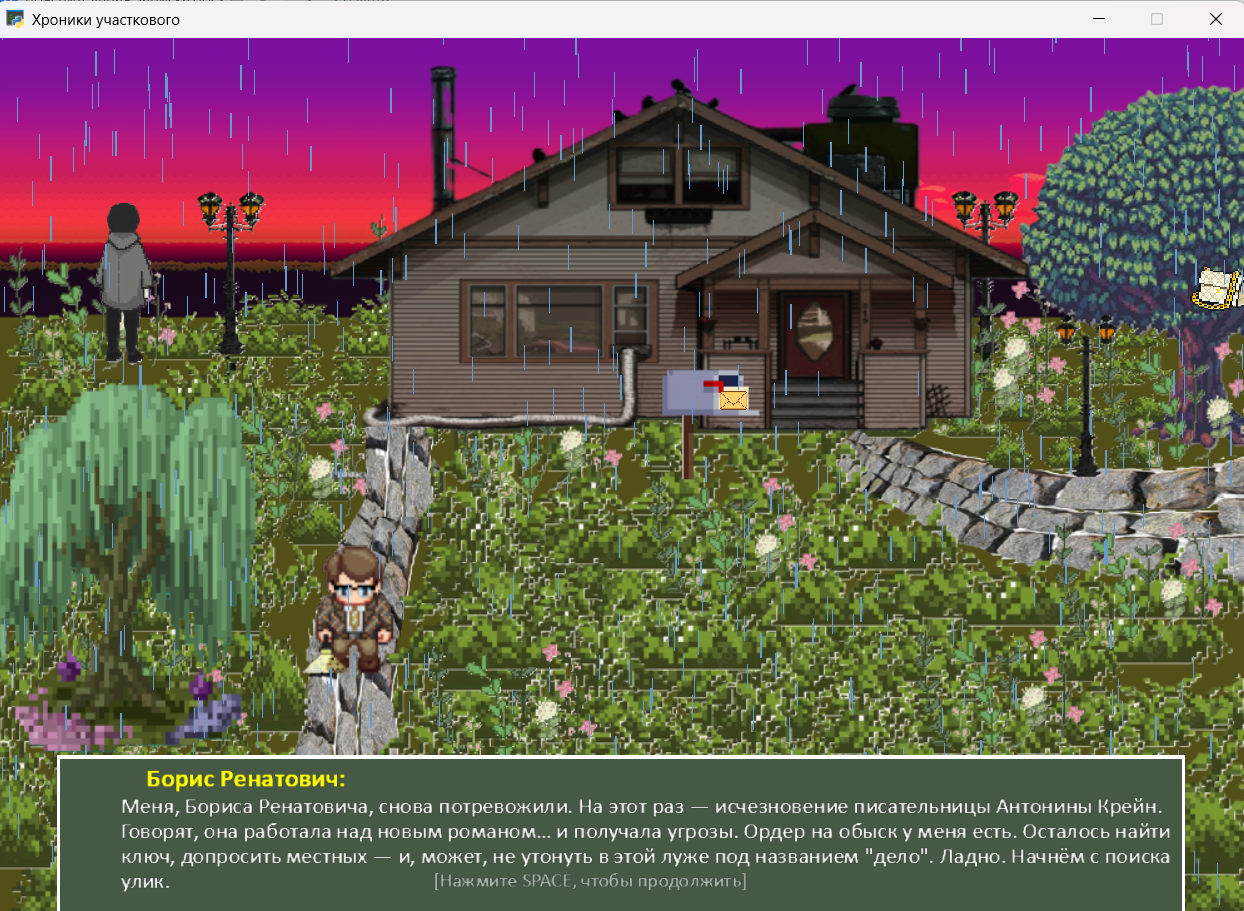 Хроники участкового
Борис Ренатович:
Меня, Бориса Ренатовича, снова потревожили. На этот раз — исчезновение писательницы Антонины Крейн.
Говорят, она работала над новым романом... и получала угрозы. Ордер на обыск у меня есть. Осталось найти
ключ, допросить местных — и, может, не утонуть в этой луже под названием "дело". Ладно. Начнём с поиска
улик.
[Нажмите SPACE, чтобы продолжить]